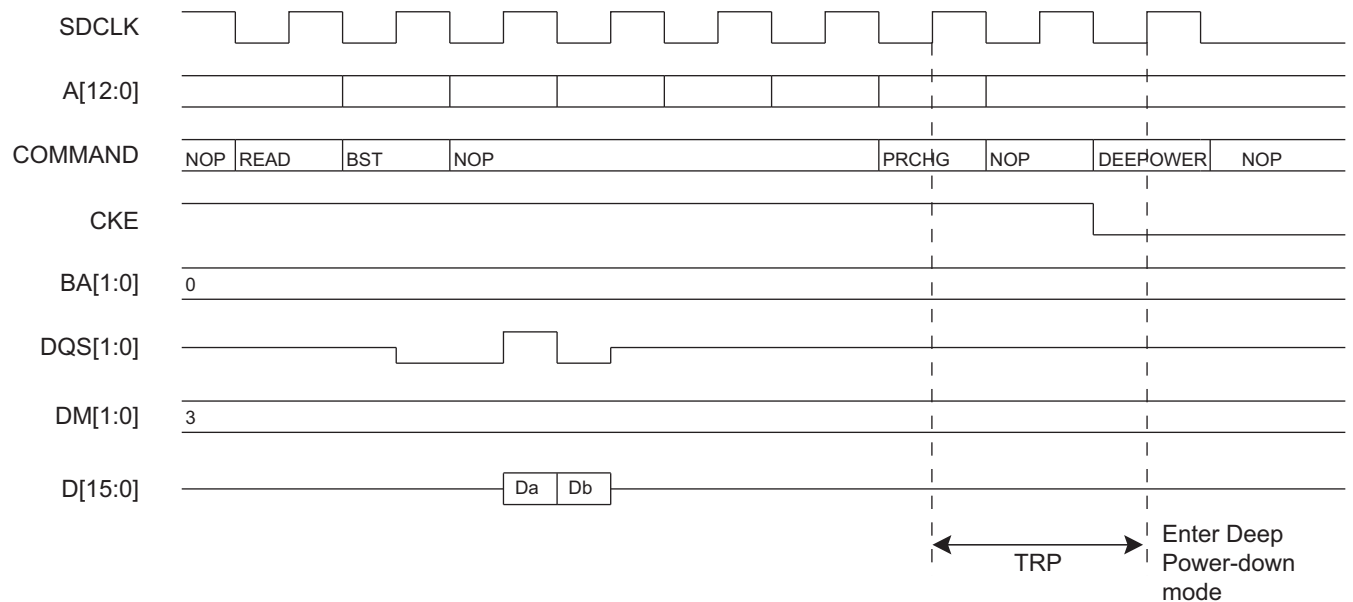 SDCLK
A[12:0]
COMMAND NOP READ BST NOP PRCHG NOP DEEPOWER NOP
CKE
BA[1:0] 0
DQS[1:0]
DM[1:0] 3
D[15:0] Da Db
TRP
Enter Deep
Power-down
mode